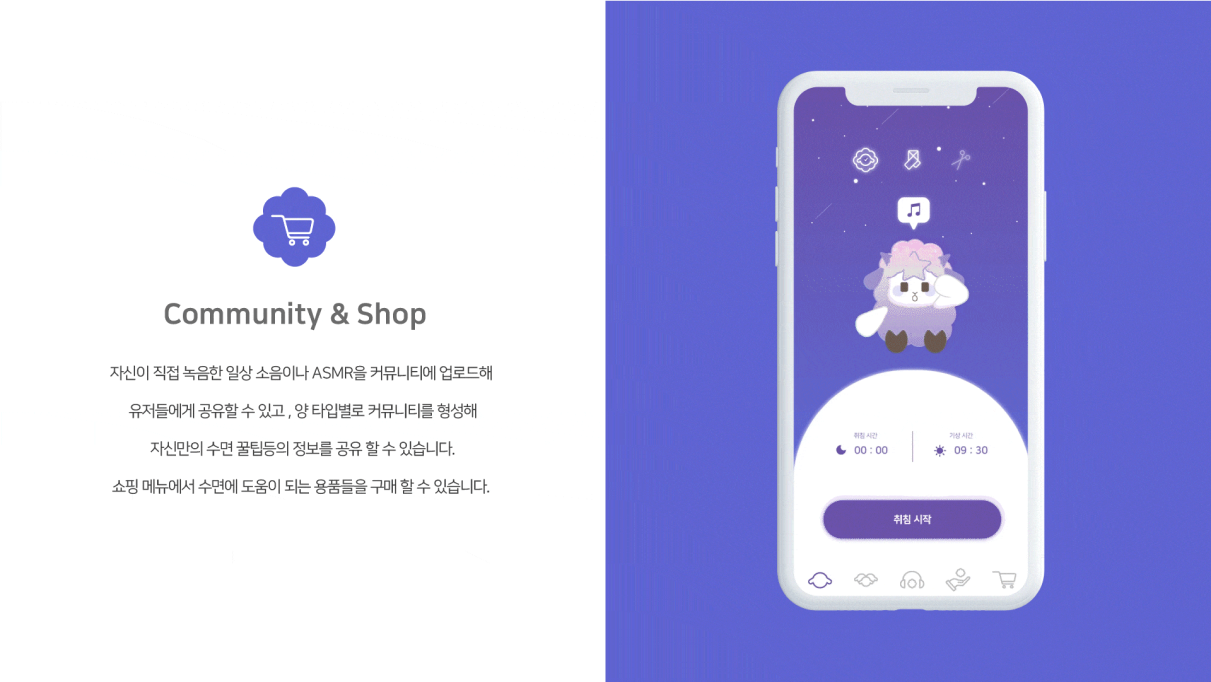 Community & Shop
자신이 직접 녹음한 일상 소음이나 ASMR을 커뮤니티에 업로드해
유저들에게 공유할 수 있고 , 양 타입별로 커뮤니티를 형성해
자신만의 수면 꿀팁등의 정보를 공유 할 수 있습니다.
쇼핑 메뉴에서 수면에 도움이 되는 용품들을 구매 할 수 있습니다.
취침 시간
00 : 00
기상 시간
09 : 30
취침 시작